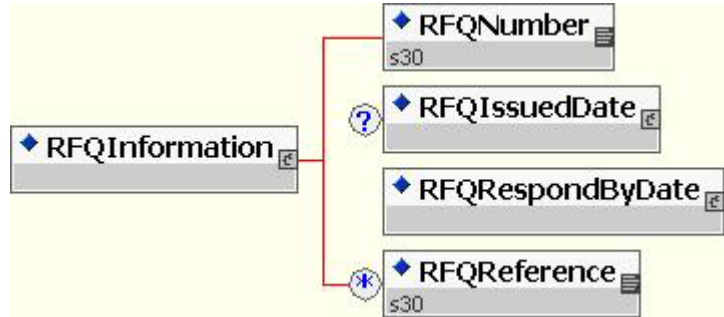 RFQNumber
s30
?
RFQIssuedDate
RFQInformation
RFQRespondByDate
*
RFQReference
s30